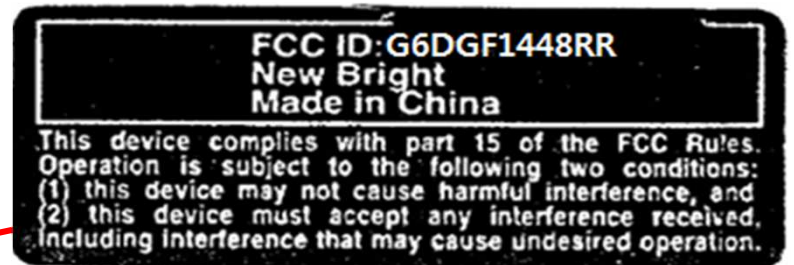 FCC ID:G6DGF1448RR
New Bright
Made in China
This device complies with part 15 of the FCC Rules.
Operation is subject to the following two conditions:
(1) this device may not cause harmful interference, and
(2) this device must accept any interference received,
including interference that may cause undesired operation.